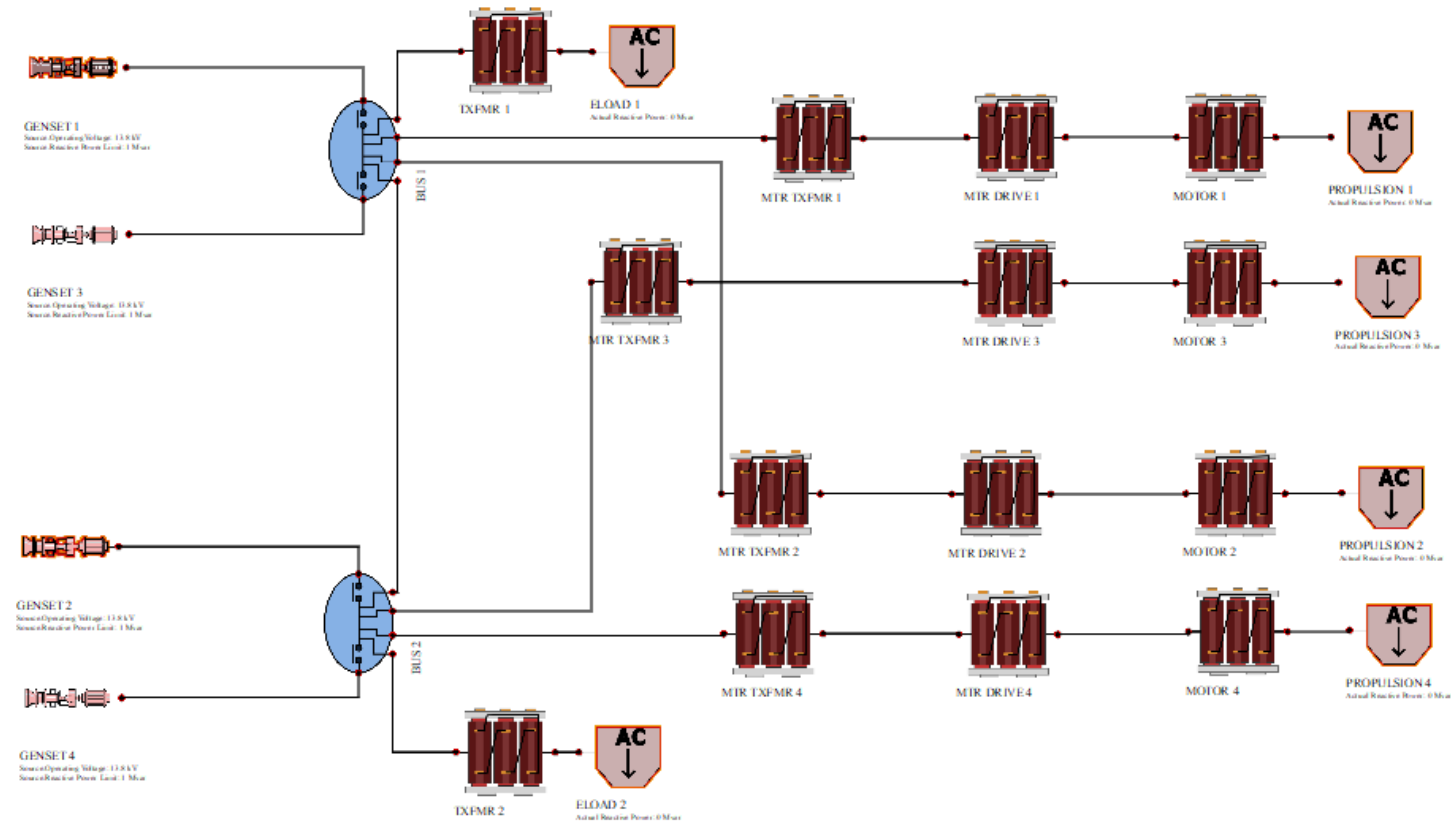 AC
TXFMR 1
ELOAD 1
Actual Reactive Power: 0 Mvar
GENSET 1
Source Operating Voltage: 13.8 kV
Source Reactive Power Limit: 1 Mvar
BUS 1
MTR TXFMR 1
MTR DRIVE 1
MOTOR 1
AC
PROPULSION 1
Actual Reactive Power: 0 Mvar
GENSET 3
Source Operating Voltage: 13.8 kV
Source Reactive Power Limit: 1 Mvar
MTR TXFMR 3
MTR DRIVE 3
MOTOR 3
AC
PROPULSION 3
Actual Reactive Power: 0 Mvar
MTR TXFMR 2
MTR DRIVE 2
MOTOR 2
AC
PROPULSION 2
Actual Reactive Power: 0 Mvar
GENSET 2
Source Operating Voltage: 13.8 kV
Source Reactive Power Limit: 1 Mvar
BUS 2
MTR TXFMR 4
MTR DRIVE 4
MOTOR 4
AC
PROPULSION 4
Actual Reactive Power: 0 Mvar
GENSET 4
Source Operating Voltage: 13.8 kV
Source Reactive Power Limit: 1 Mvar
TXFMR 2
AC
ELOAD 2
Actual Reactive Power: 0 Mvar